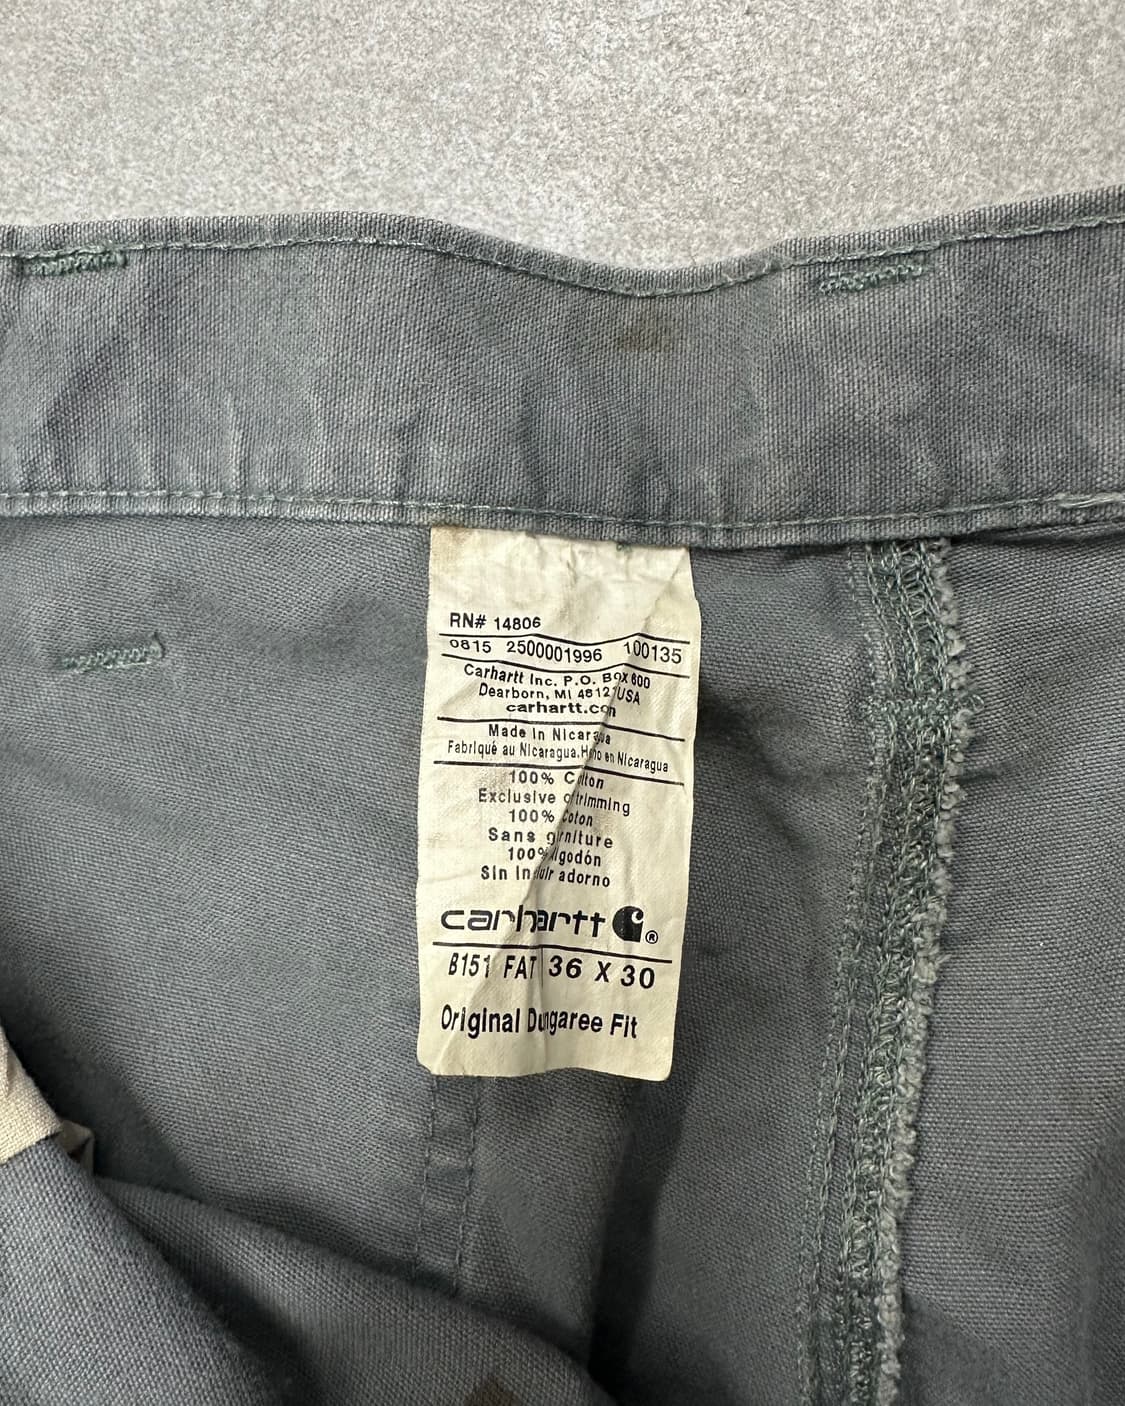 RN# 14806
0815 2500001996 100135
Carhartt Inc. P.O. Box 600
Dearborn, MI 48121 USA
carhartt.com
Made in Nicaragua
Fabriqué au Nicaragua. Hecho en Nicaragua
100% Cotton
Exclusive of trimming
100% Coton
Sans garniture
100% Algodón
Sin incluir adorno
carhartt ®
B151 FAT 36 X 30
Original Dungaree Fit